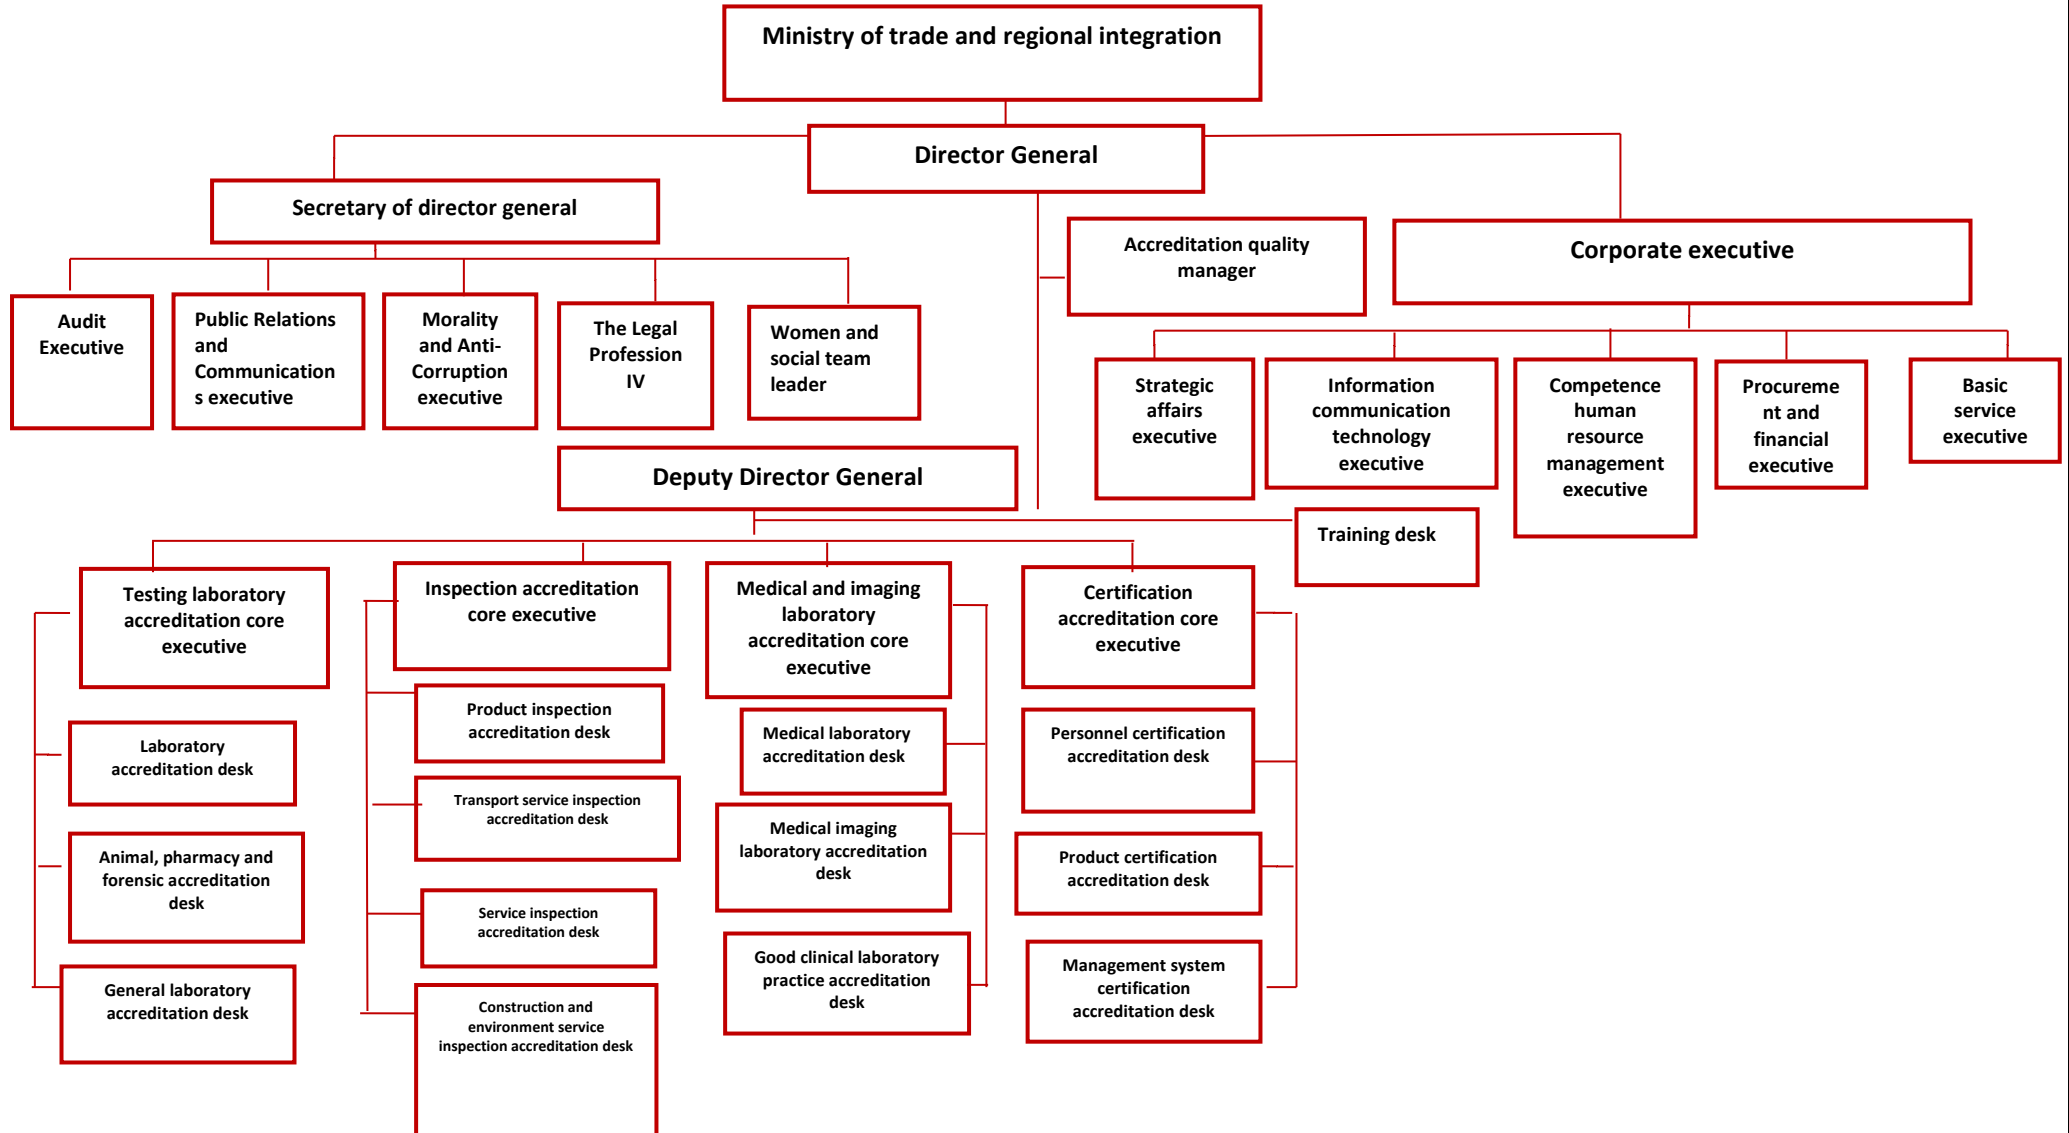 Ministry of trade and regional integration
Director General
Secretary of director general
Accreditation quality
manager
Corporate executive
Audit
Executive
Public Relations
and
Communication
s executive
Morality
and Anti-
Corruption
executive
The Legal
Profession
IV
Women and
social team
leader
Strategic
affairs
executive
Information
communication
technology
executive
Competence
human
resource
management
executive
Procureme
nt and
financial
executive
Basic
service
executive
Deputy Director General
Training desk
Testing laboratory
accreditation core
executive
Inspection accreditation
core executive
Medical and imaging
laboratory
accreditation core
executive
Certification
accreditation core
executive
Laboratory
accreditation desk
Animal, pharmacy and
forensic accreditation
desk
General laboratory
accreditation desk
Product inspection
accreditation desk
Transport service inspection
accreditation desk
Service inspection
accreditation desk
Construction and
environment service
inspection accreditation desk
Medical laboratory
accreditation desk
Medical imaging
laboratory accreditation
desk
Good clinical laboratory
practice accreditation
desk
Personnel certification
accreditation desk
Product certification
accreditation desk
Management system
certification
accreditation desk